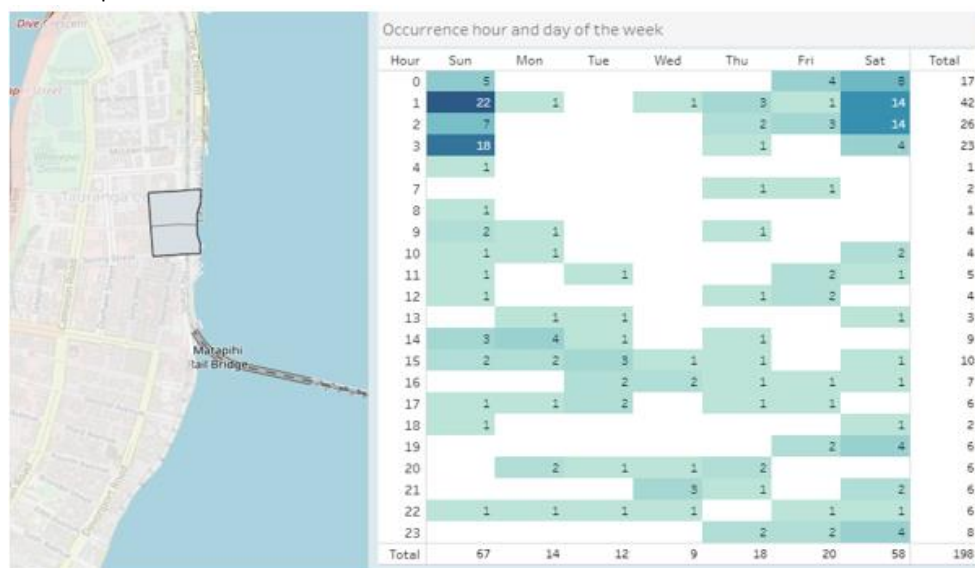 Dive Crescent
Occurrence hour and day of the week
Hour Sun Mon Tue Wed Thu Fri Sat Total
0 5 4 8 17
1 22 1 1 3 1 14 42
2 7 2 3 14 26
3 18 1 4 23
4 1 1
7 1 1 2
8 1 1
9 2 1 1 4
10 1 1 2 4
11 1 1 2 1 5
12 1 1 2 4
13 1 1 1 3
14 3 4 1 1 9
15 2 2 3 1 1 1 10
16 2 2 1 1 1 7
17 1 1 2 1 1 6
18 1 1 2
19 2 4 6
20 2 1 1 2 6
21 3 1 2 6
22 1 1 1 1 1 1 6
23 2 2 4 8
Total 67 14 12 9 18 20 58 198
Matapihi
Rail Bridge